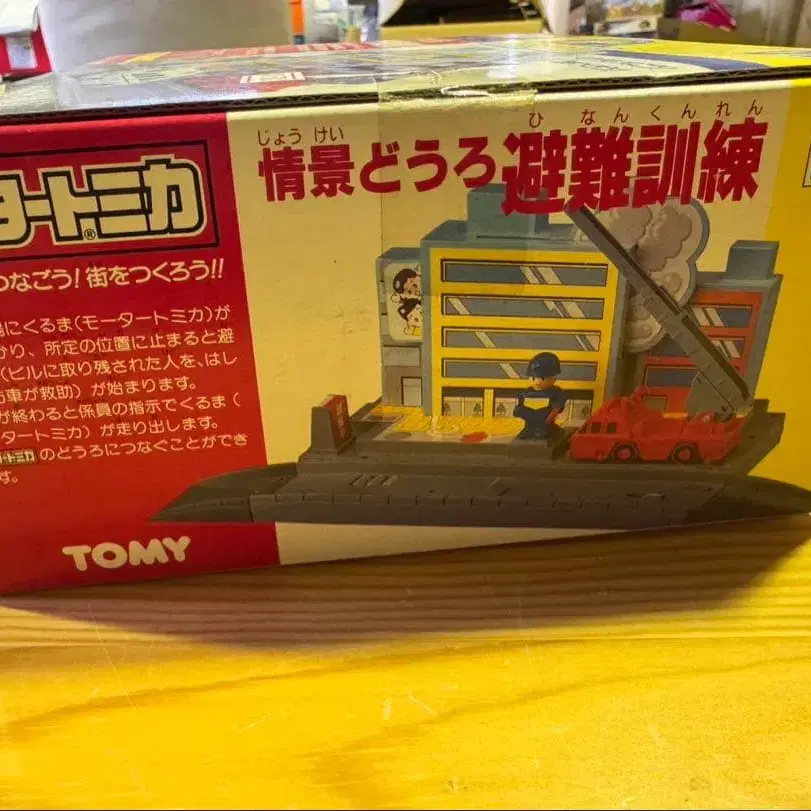 じょう けい ひ なん くん れん
情景どうろ避難訓練
タートミカ®
つなごう!街をつくろう!!
場にくるま(モータートミカ)が
かり、所定の位置に止まると避
(ビルに取り残された人を、はし
防車が救助)が始まります。
が終わると係員の指示でくるま(
タートミカ)が走り出します。
のどうろにつなぐことができ
す。
TOMY